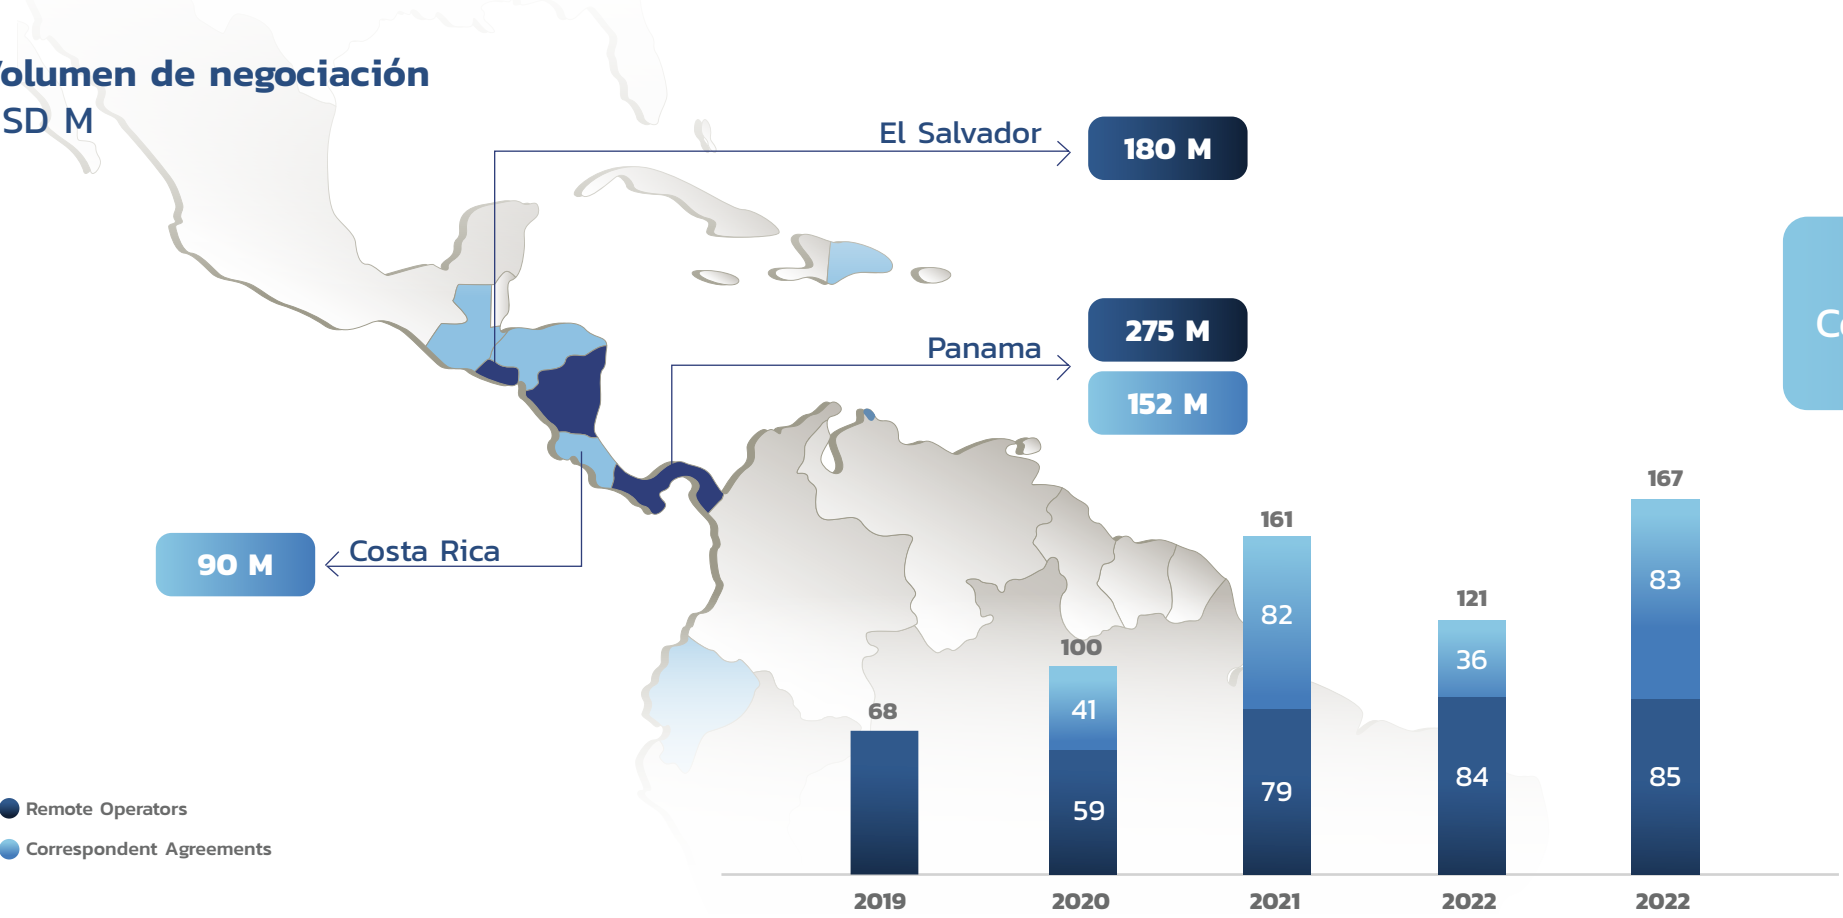 olumen de negociación
SD M
El Salvador
180 M
Panama
275 M
152 M
Costa Rica
90 M
Remote Operators
Correspondent Agreements
68
100
41
59
161
82
79
121
36
84
167
83
85
2019
2020
2021
2022
2022